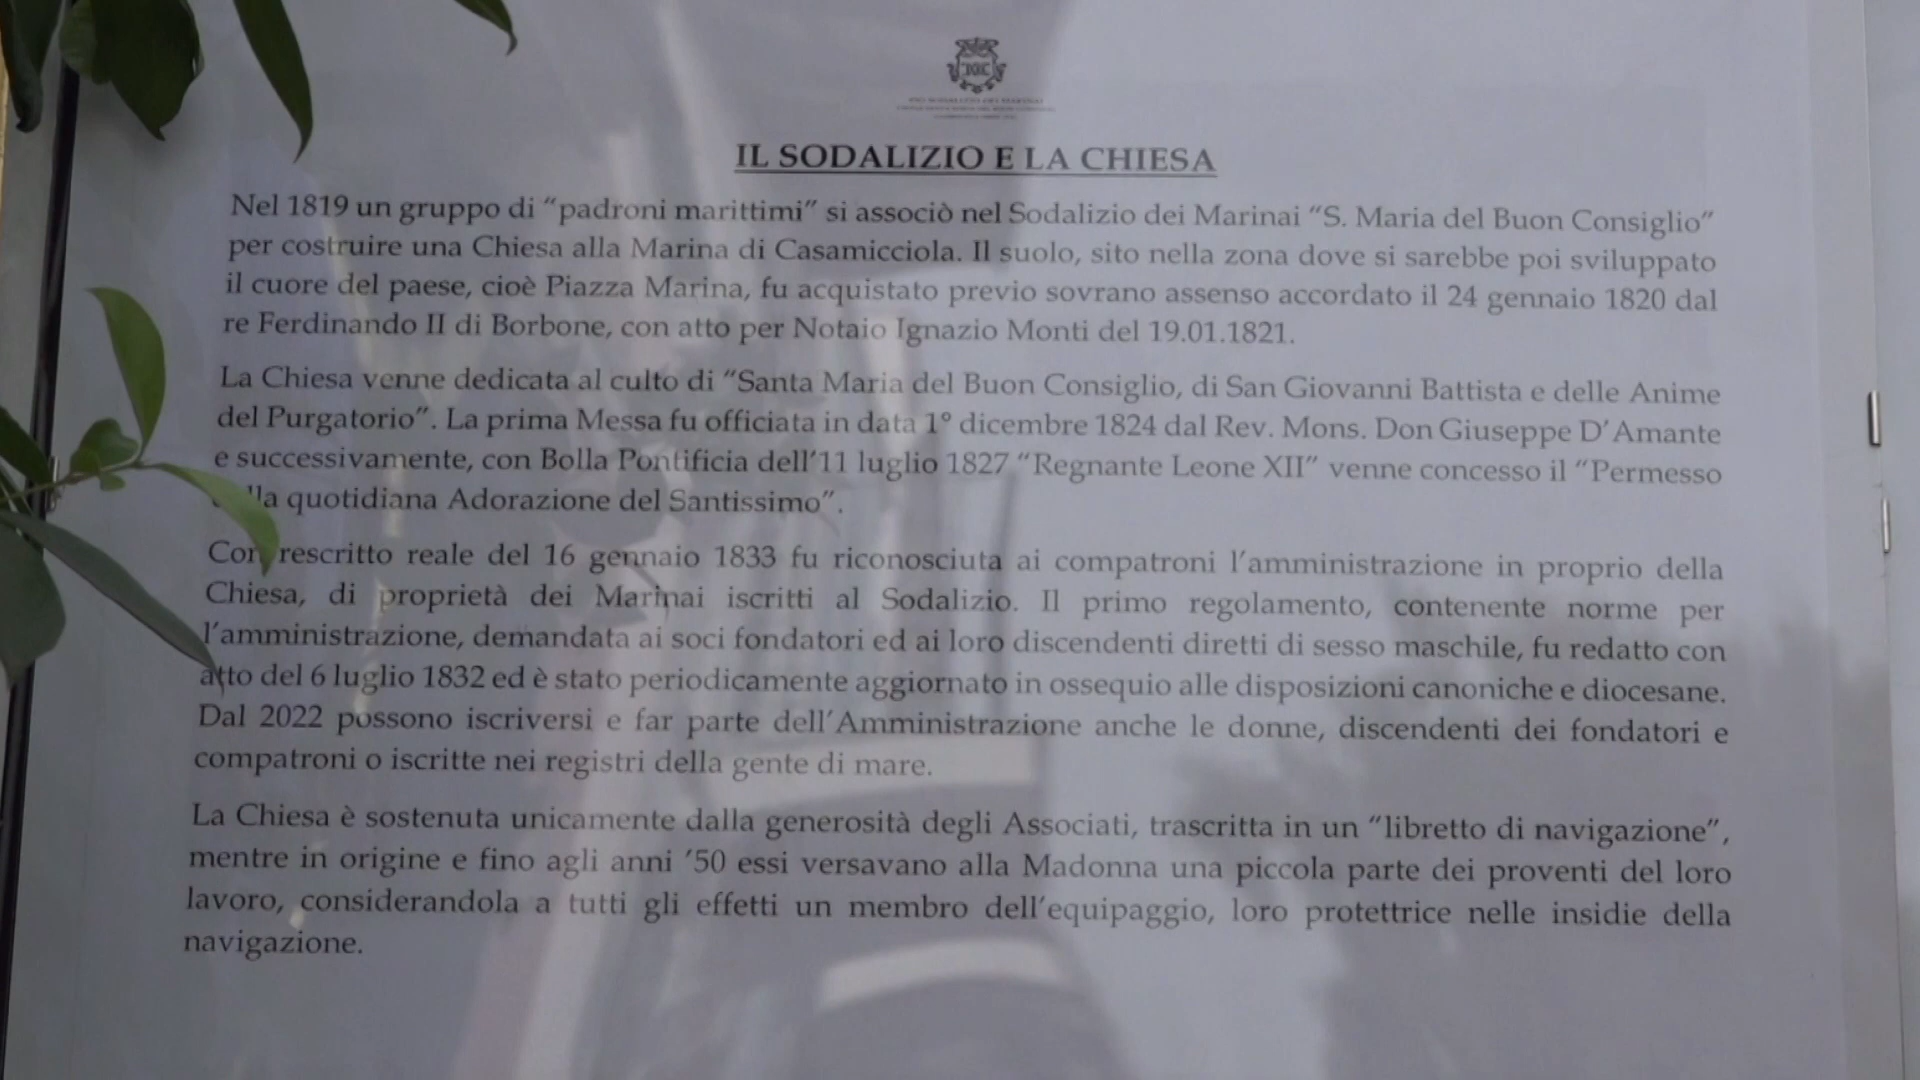 IL SODALIZIO E LA CHIESA
Nel 1819 un gruppo di “padroni marittimi” si associò nel Sodalizio dei Marinai “S. Maria del Buon Consiglio”
per costruire una Chiesa alla Marina di Casamicciola. Il suolo, sito nella zona dove si sarebbe poi sviluppato
il cuore del paese, cioè Piazza Marina, fu acquistato previo sovrano assenso accordato il 24 gennaio 1820 dal
re Ferdinando II di Borbone, con atto per Notaio Ignazio Monti del 19.01.1821.
La Chiesa venne dedicata al culto di “Santa Maria del Buon Consiglio, di San Giovanni Battista e delle Anime
del Purgatorio”. La prima Messa fu officiata in data 1° dicembre 1824 dal Rev. Mons. Don Giuseppe D’Amante
e successivamente, con Bolla Pontificia dell’11 luglio 1827 “Regnante Leone XII” venne concesso il “Permesso
quotidiana Adorazione del Santissimo”.
Con rescritto reale del 16 gennaio 1833 fu riconosciuta ai compatroni l’amministrazione in proprio della
Chiesa, di proprietà dei Marinai iscritti al Sodalizio. Il primo regolamento, contenente norme per
l’amministrazione, demandata ai soci fondatori ed ai loro discendenti diretti di sesso maschile, fu redatto con
atto del 6 luglio 1832 ed è stato periodicamente aggiornato in ossequio alle disposizioni canoniche e diocesane.
Dal 2022 possono iscriversi e far parte dell’Amministrazione anche le donne, discendenti dei fondatori e
compatroni o iscritte nei registri della gente di mare.
La Chiesa è sostenuta unicamente dalla generosità degli Associati, trascritta in un “libretto di navigazione”,
mentre in origine e fino agli anni ’50 essi versavano alla Madonna una piccola parte dei proventi del loro
lavoro, considerandola a tutti gli effetti un membro dell’equipaggio, loro protettrice nelle insidie della
navigazione.